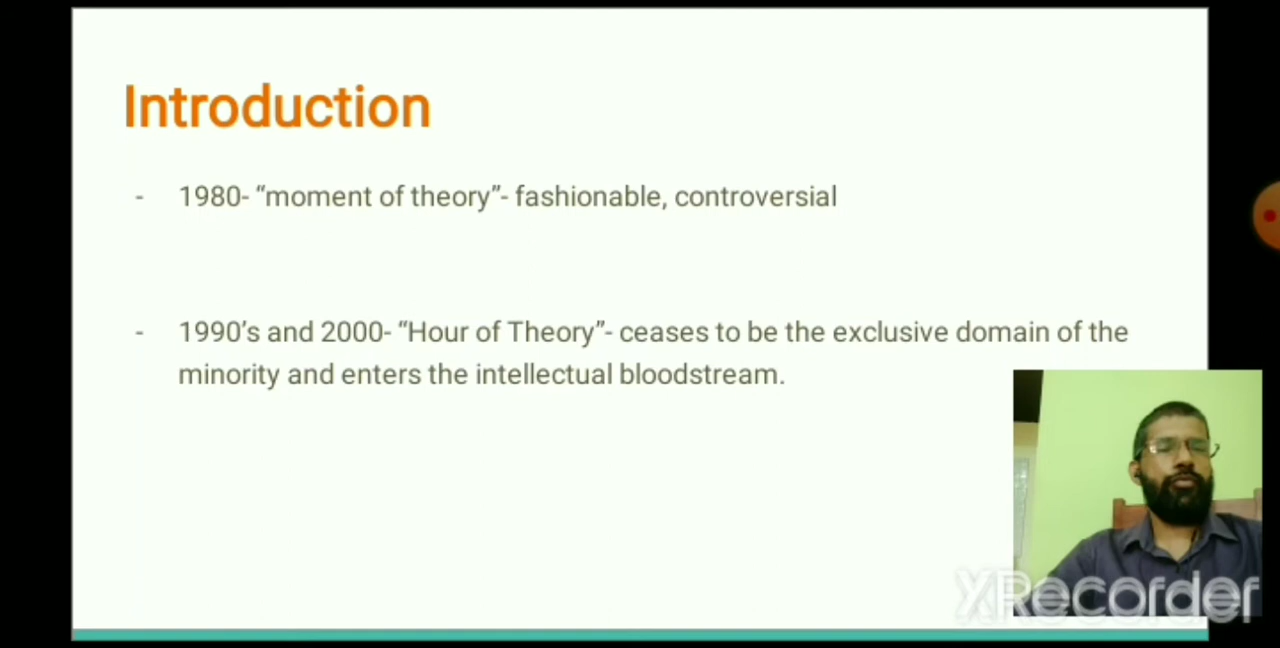 Introduction
- 1980- “moment of theory”- fashionable, controversial
- 1990’s and 2000- “Hour of Theory”- ceases to be the exclusive domain of the
minority and enters the intellectual bloodstream.
XRecorder